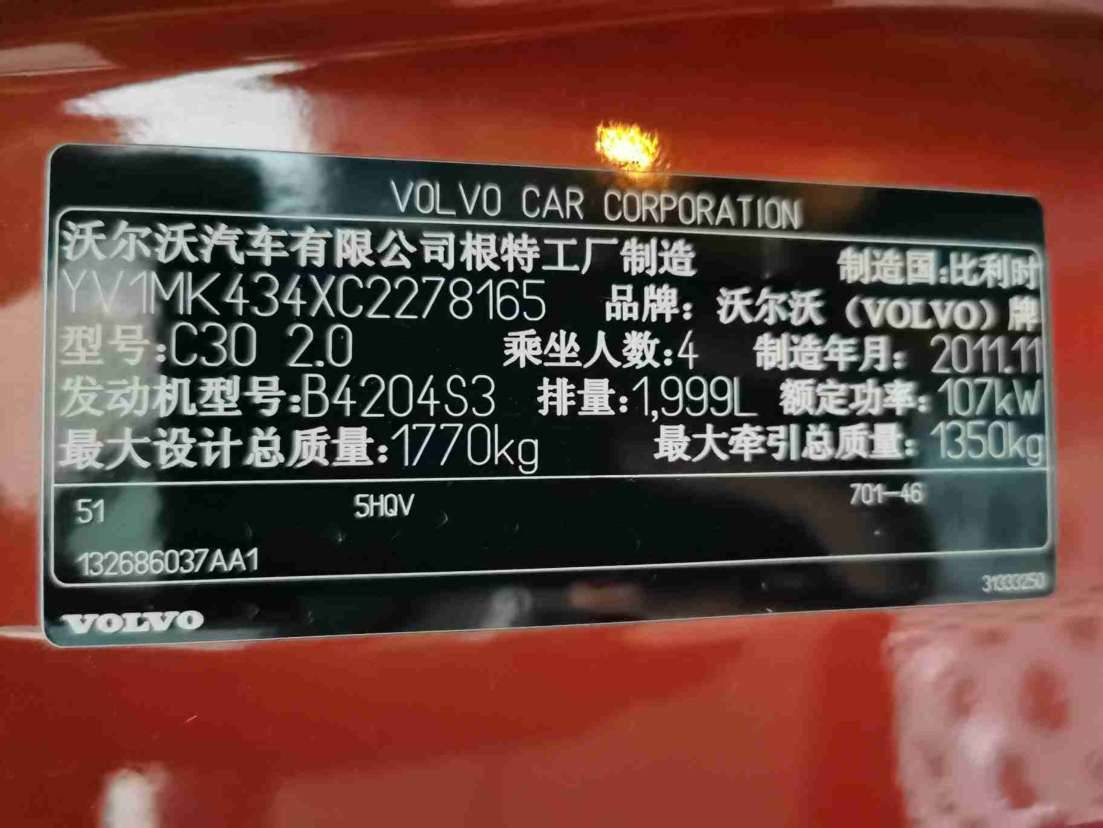 VOLVO CAR CORPORATION
沃尔沃汽车有限公司根特工厂制造 制造国:比利时
YV1MK434XC2278165 品牌：沃尔沃（VOLVO）牌
型号:C30 2.0 乘坐人数:4 制造年月：2011.11
发动机型号:B4204S3 排量:1,999L 额定功率：107kW
最大设计总质量:1770kg 最大牵引总质量：1350kg
51 5HQV 701-46
132686037AA1
31333250
VOLVO